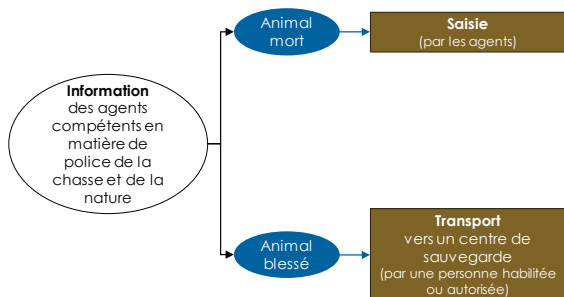 Information
des agents
compétents en
matière de
police de la
chasse et de la
nature
Animal
mort
Saisie
(par les agents)
Animal
blessé
Transport
vers un centre de
sauvegarde
(par une personne habilitée
ou autorisée)